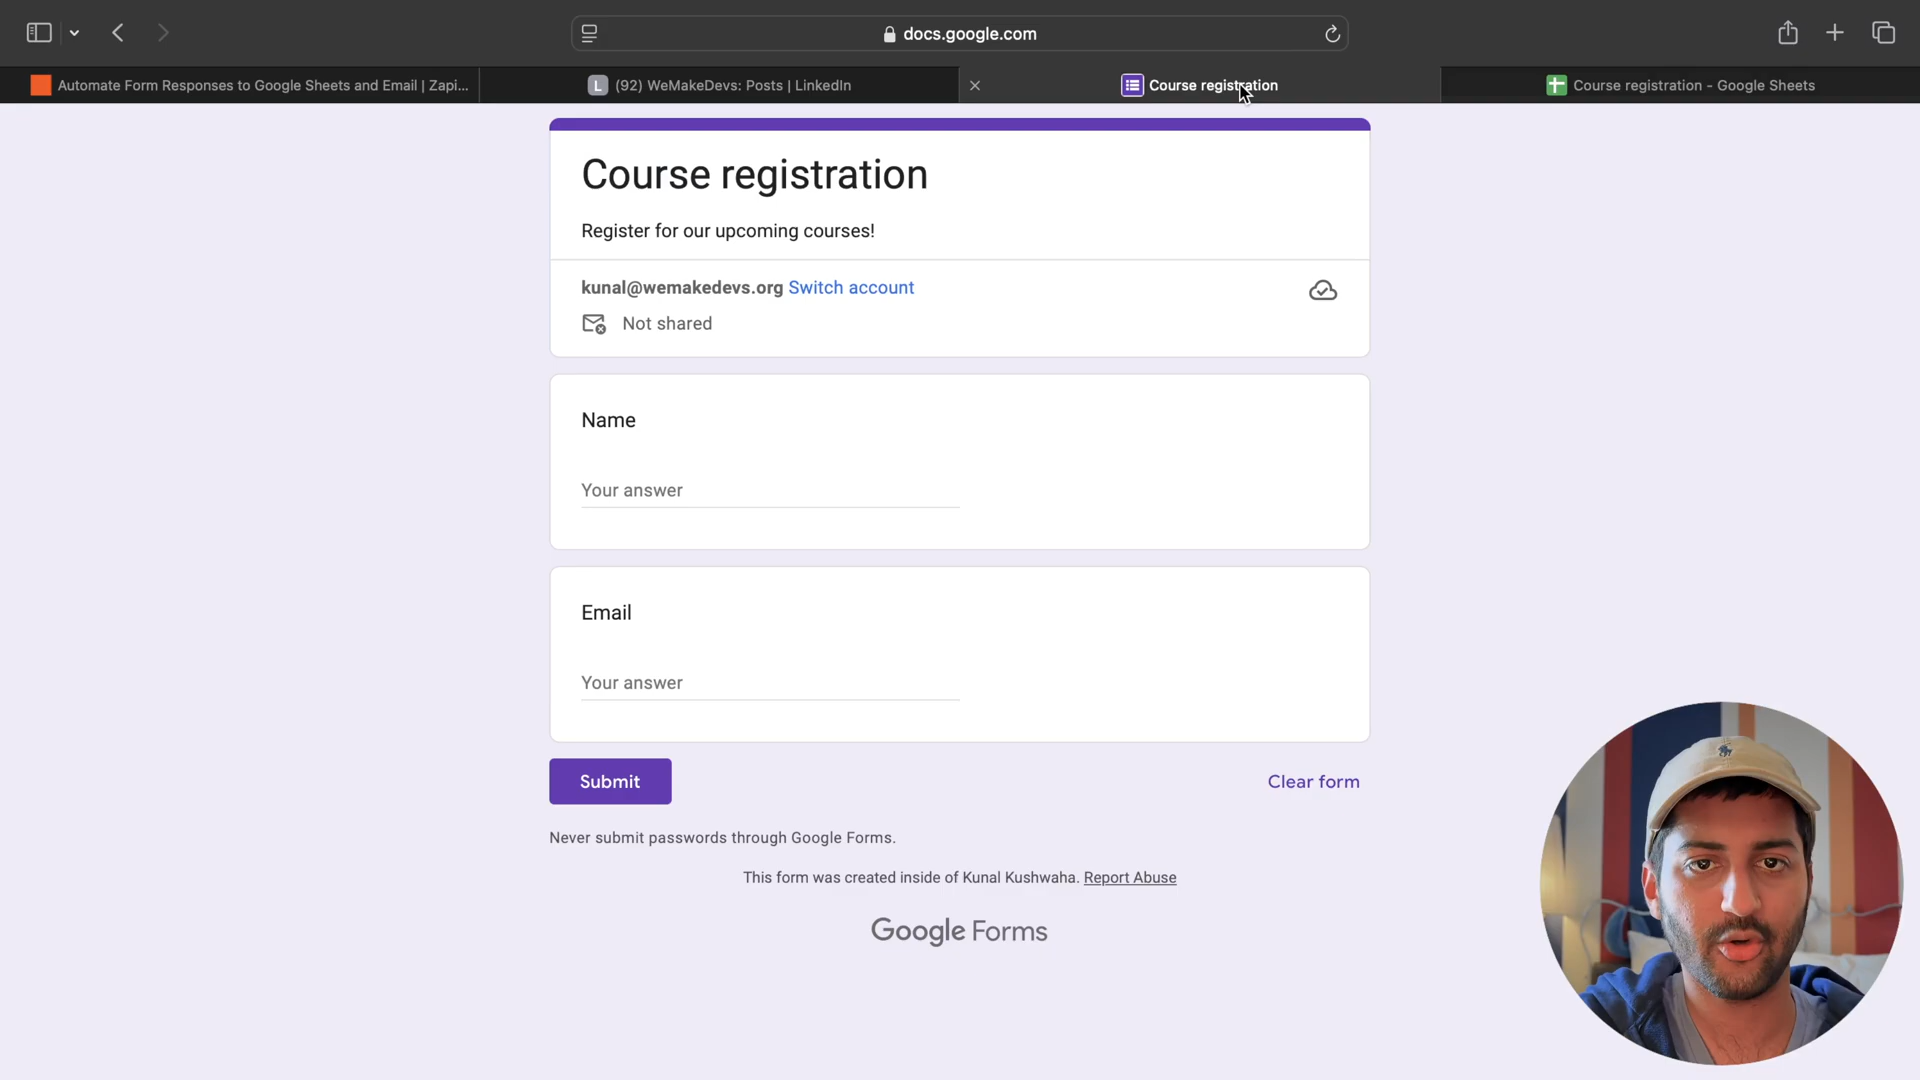 docs.google.com
Automate Form Responses to Google Sheets and Email | Zapi...
L (92) WeMakeDevs: Posts | LinkedIn
Course registration
Course registration - Google Sheets
Course registration
Register for our upcoming courses!
kunal@wemakedevs.org Switch account
Not shared
Name
Your answer
Email
Your answer
Submit
Clear form
Never submit passwords through Google Forms.
This form was created inside of Kunal Kushwaha. Report Abuse
Google Forms